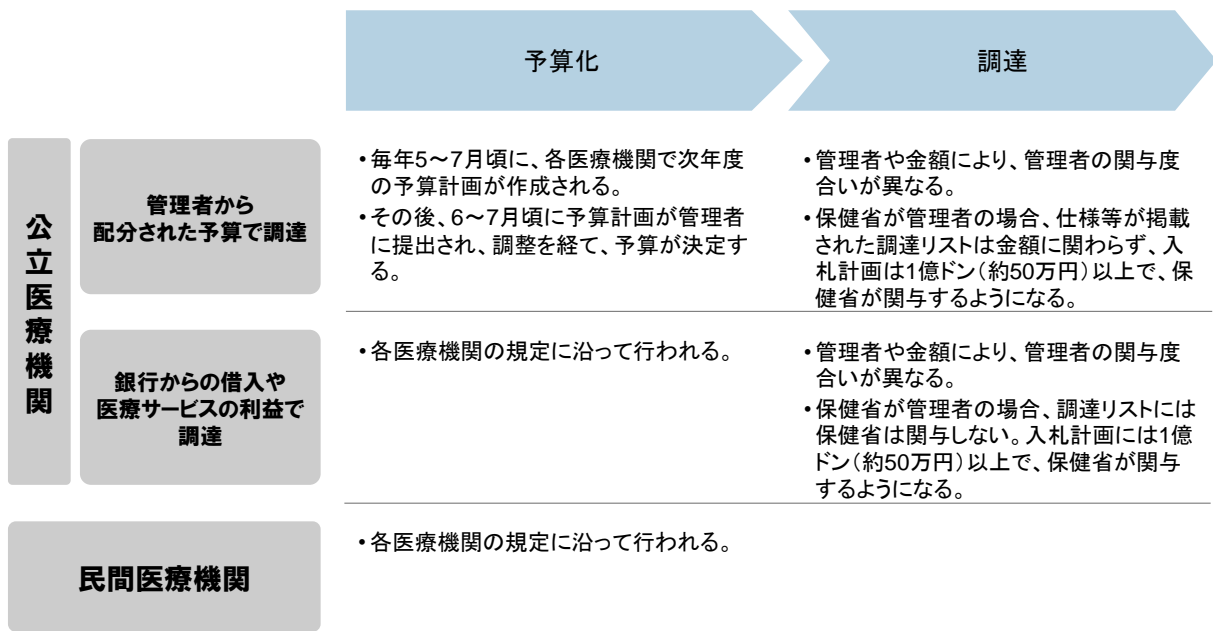 予算化
調達
公立医療機関
管理者から
配分された予算で調達
•毎年5～7月頃に、各医療機関で次年度
の予算計画が作成される。
•その後、6～7月頃に予算計画が管理者
に提出され、調整を経て、予算が決定す
る。
•管理者や金額により、管理者の関与度
合いが異なる。
•保健省が管理者の場合、仕様等が掲載
された調達リストは金額に関わらず、入
札計画は1億ドン（約50万円）以上で、保
健省が関与するようになる。
銀行からの借入や
医療サービスの利益で
調達
•各医療機関の規定に沿って行われる。
•管理者や金額により、管理者の関与度
合いが異なる。
•保健省が管理者の場合、調達リストには
保健省は関与しない。入札計画には1億
ドン（約50万円）以上で、保健省が関与
するようになる。
民間医療機関
•各医療機関の規定に沿って行われる。